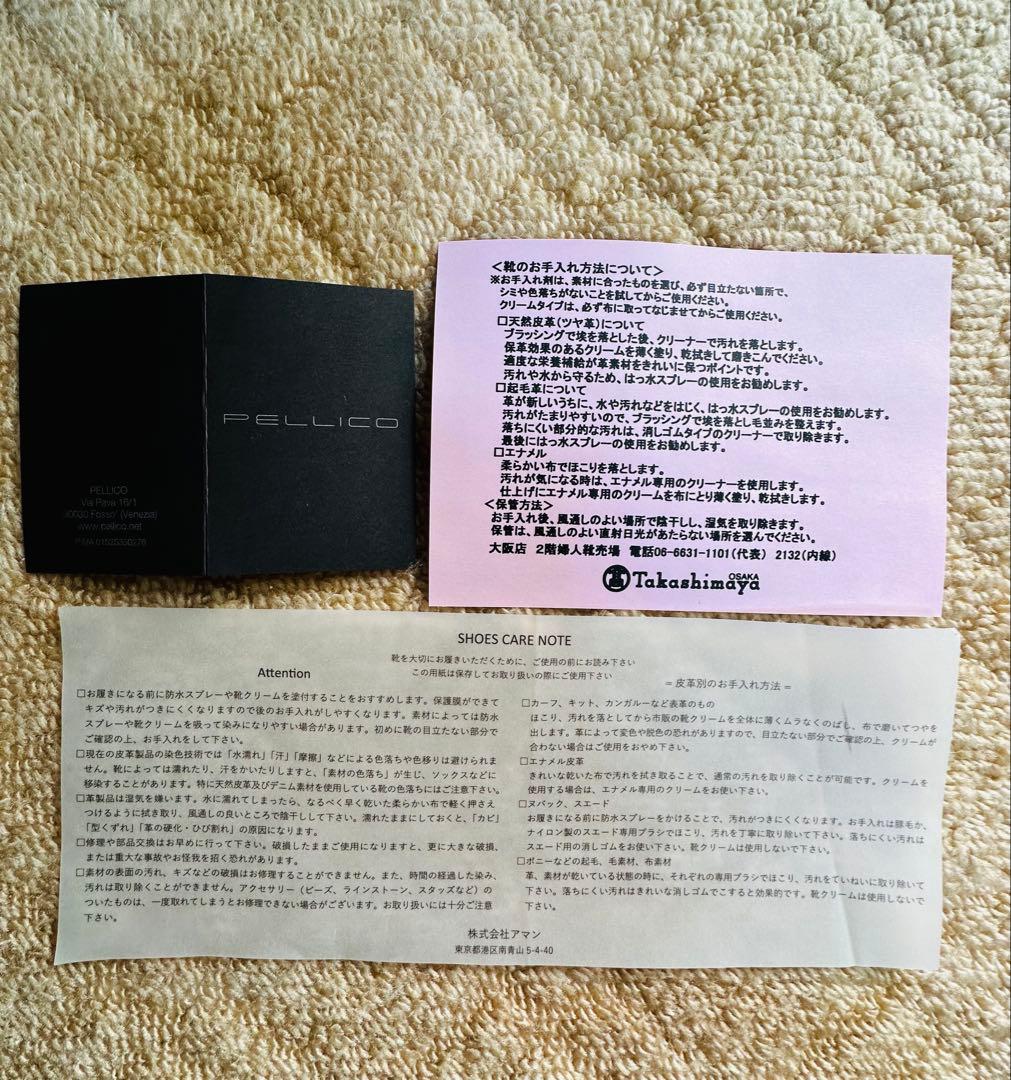 PELLICO
PELLICO
Via Pava 16/1
30030 Fosso' (Venezia)
www.pellico.net
＜靴のお手入れ方法について＞
※お手入れ剤は、素材に合ったものを選び、必ず目立たない箇所で、
シミや色落ちがないことを試してからご使用ください。
クリームタイプは、必ず布に取ってなじませてからご使用ください。
□天然皮革（ツヤ革）について
ブラッシングで埃を落とした後、クリーナーで汚れを落とします。
保革効果のあるクリームを薄く塗り、乾拭きして磨きこんでください。
適度な栄養補給が革素材をきれいに保つポイントです。
汚れや水から守るため、はっ水スプレーの使用をお勧めします。
□起毛革について
革が新しいうちに、水や汚れなどをはじく、はっ水スプレーの使用をお勧めします。
汚れがたまりやすいので、ブラッシングで埃を落とし毛並みを整えます。
落ちにくい部分的な汚れは、消しゴムタイプのクリーナーで取り除きます。
最後にはっ水スプレーの使用をお勧めします。
□エナメル
柔らかい布でほこりを落とします。
汚れが気になる時は、エナメル専用のクリーナーを使用します。
仕上げにエナメル専用のクリームを布にとり薄く塗り、乾拭きします。
＜保管方法＞
お手入れ後、風通しのよい場所で陰干しし、湿気を取り除きます。
保管は、風通しのよい直射日光があたらない場所を選んでください。
大阪店 2階婦人靴売場 電話06-6631-1101（代表） 2132（内線）
Takashimaya OSAKA
SHOES CARE NOTE
靴を大切にお履きいただくために、ご使用の前にお読み下さい
この用紙は保存してお取り扱いの際にご使用下さい
Attention
□お履きになる前に防水スプレーや靴クリームを塗付することをおすすめします。保護膜ができて
キズや汚れがつきにくくなりますので後のお手入れがしやすくなります。素材によっては防水
スプレーや靴クリームを吸って染みになりやすい場合があります。初めに靴の目立たない部分で
ご確認の上、お手入れをして下さい。
□現在の皮革製品の染色技術では「水濡れ」「汗」「摩擦」などによる色落ちや色移りは避けられま
せん。靴によっては濡れたり、汗をかいたりしますと、「素材の色落ち」が生じ、ソックスなどに
移染することがあります。特に天然皮革及びデニム素材を使用している靴の色落ちにはご注意下さい。
□革製品は湿気を嫌います。水に濡れてしまったら、なるべく早く乾いた柔らかい布で軽く押さえ
つけるように拭き取り、風通しの良いところで陰干しして下さい。濡れたままにしておくと、「カビ」
「型くずれ」「革の硬化・ひび割れ」の原因になります。
□修理や部品交換はお早めに行って下さい。破損したままご使用になりますと、更に大きな破損、
または重大な事故やお怪我を招く恐れがあります。
□素材の表面の汚れ、キズなどの破損はお修理することができません。また、時間の経過した染み、
汚れは取り除くことができません。アクセサリー（ビーズ、ラインストーン、スタッズなど）の
ついたものは、一度取れてしまうとお修理できない場合がございます。お取り扱いには十分ご注意
下さい。
＝皮革別のお手入れ方法＝
□カーフ、キット、カンガルーなど表革のもの
ほこり、汚れを落としてから市販の靴クリームを全体に薄くムラなくのばし、布で磨いてつやを
出します。革によって変色や脱色の恐れがありますので、目立たない部分でご確認の上、クリームが
合わない場合はご使用をおやめ下さい。
□エナメル皮革
きれいな乾いた布で汚れを拭き取ることで、通常の汚れを取り除くことが可能です。クリームを
使用する場合は、エナメル専用のクリームをお使い下さい。
□ヌバック、スエード
お履きになる前に防水スプレーをかけることで、汚れがつきにくくなります。お手入れは豚毛か、
ナイロン製のスエード専用ブラシでほこり、汚れを丁寧に取り除いて下さい。落ちにくい汚れは
スエード用の消しゴムをお使い下さい。靴クリームは使用しないで下さい。
□ポニーなどの起毛、毛素材、布素材
革、素材が乾いている状態の時に、それぞれの専用ブラシでほこり、汚れをていねいに取り除いて
下さい。落ちにくい汚れはきれいな消しゴムでこすると効果的です。靴クリームは使用しないで
下さい。
株式会社アマン
東京都港区南青山 5-4-40